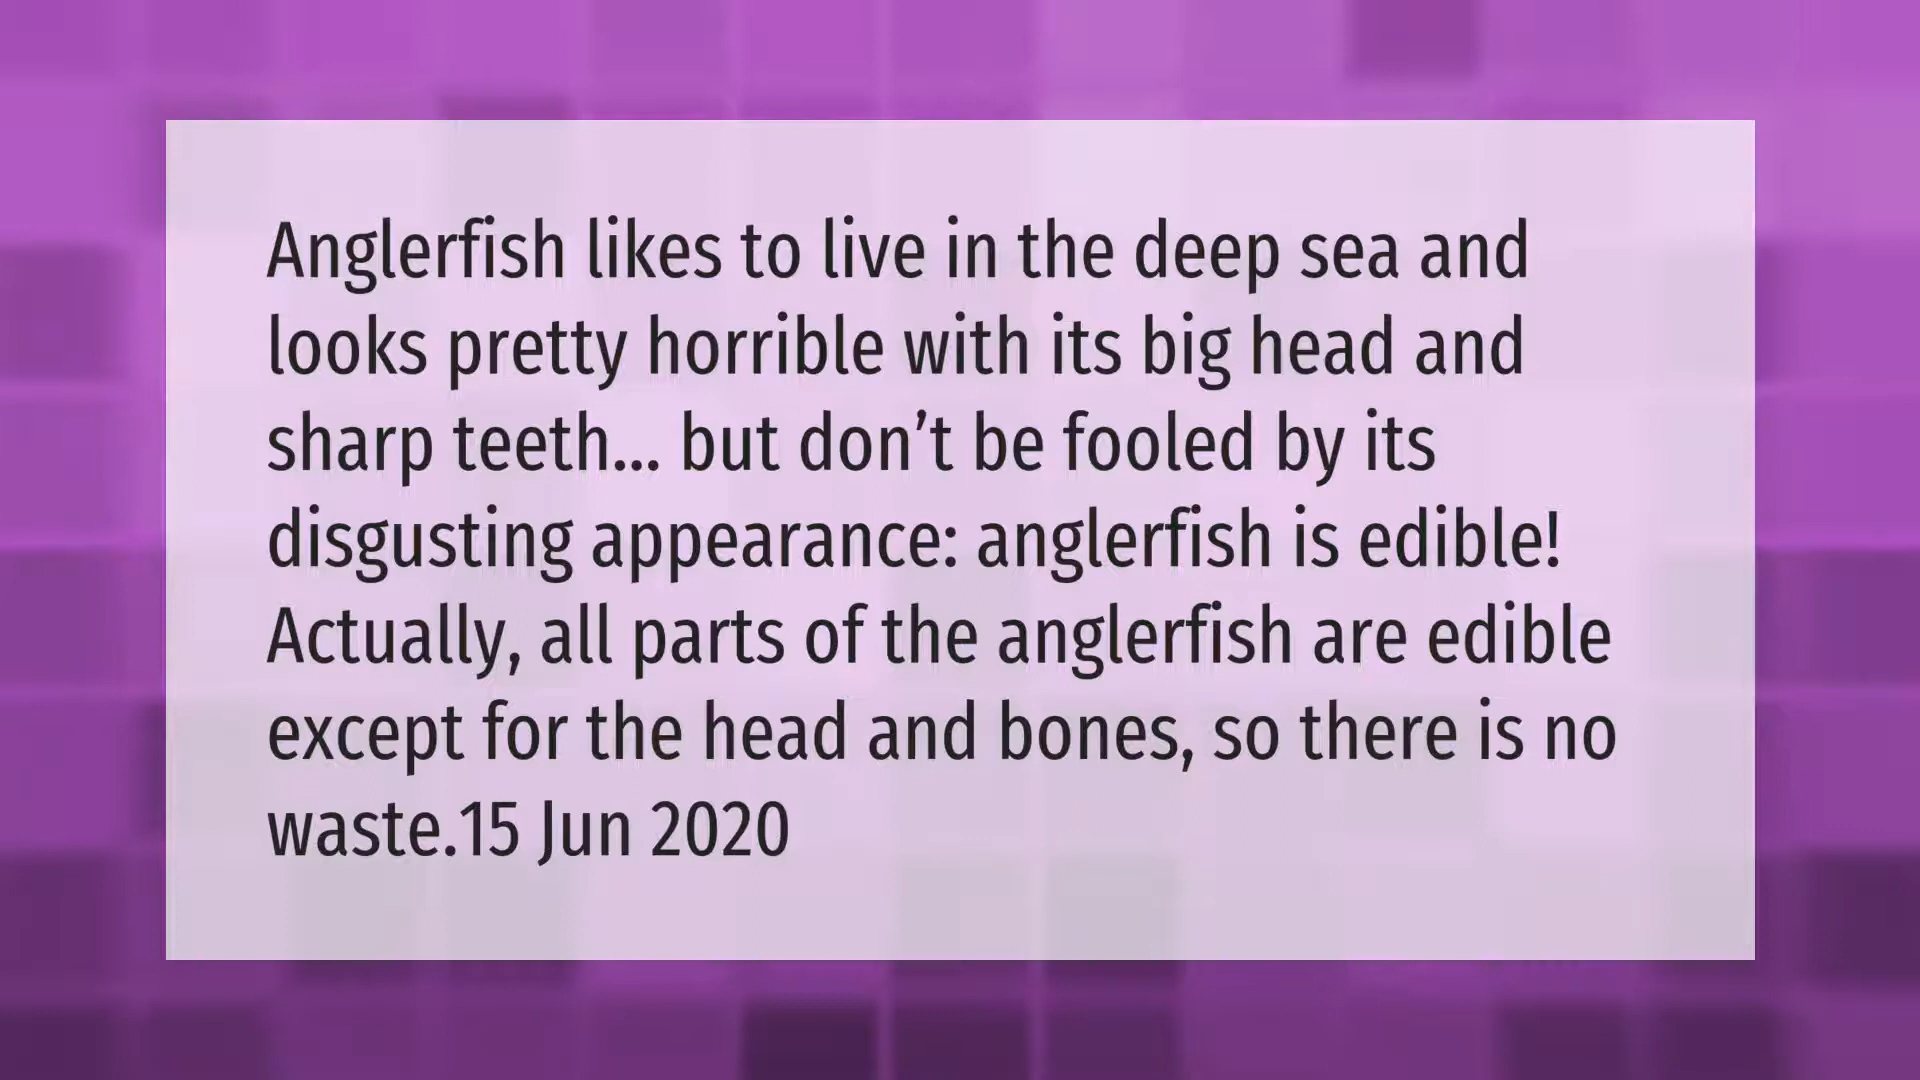 Anglerfish likes to live in the deep sea and
looks pretty horrible with its big head and
sharp teeth... but don’t be fooled by its
disgusting appearance: anglerfish is edible!
Actually, all parts of the anglerfish are edible
except for the head and bones, so there is no
waste.15 Jun 2020